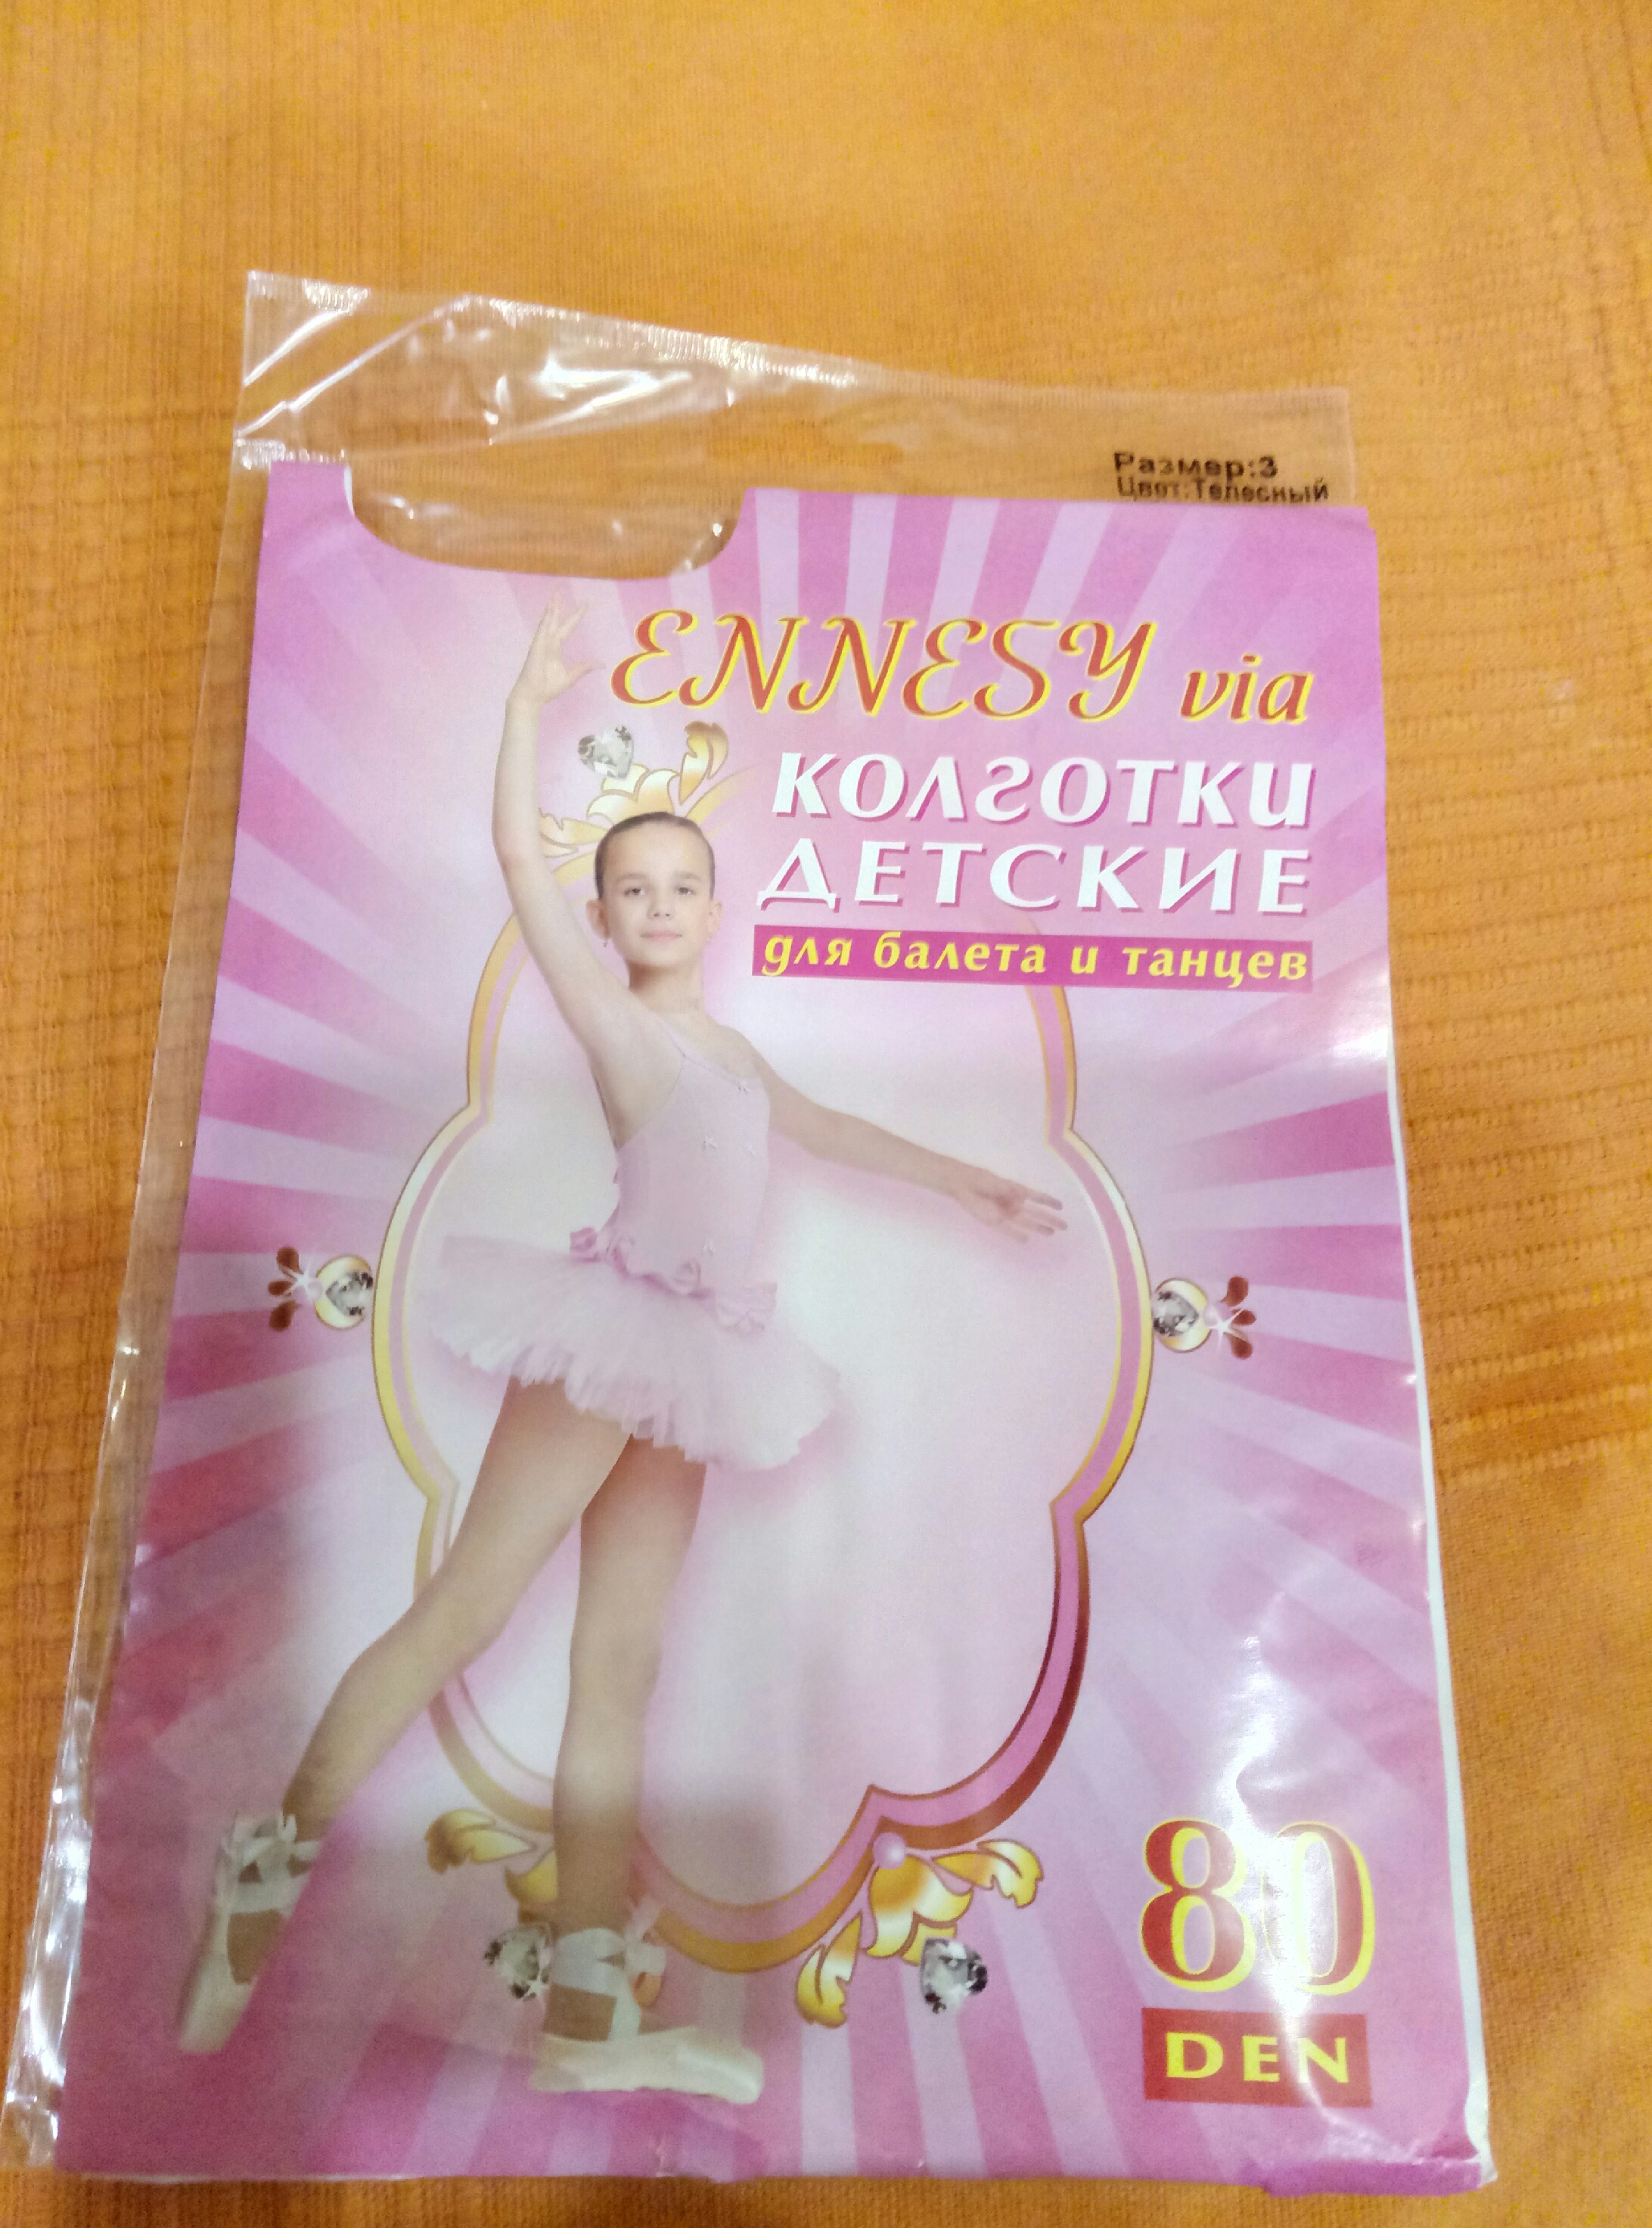 Размер:3
Цвет:Телесный
ENNESY via
КОЛГОТКИ
ДЕТСКИЕ
для балета и танцев
80
DEN